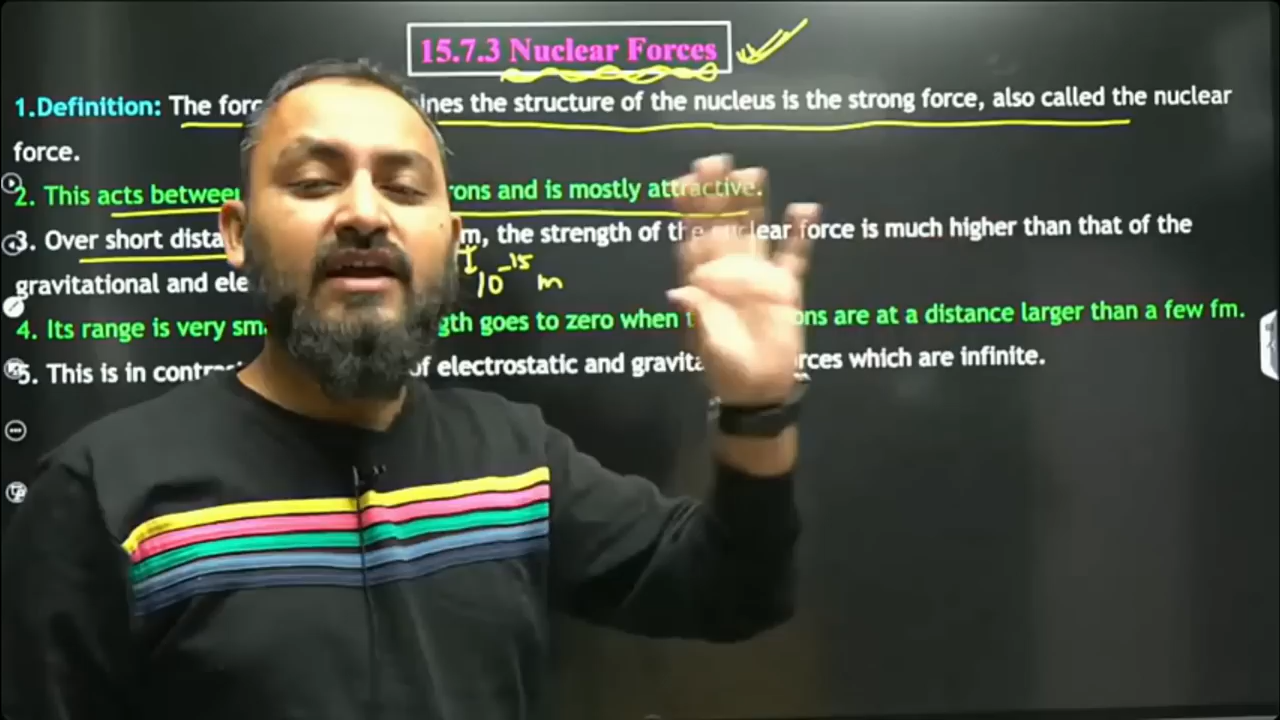 15.7.3 Nuclear Forces
1.Definition: The forc ines the structure of the nucleus is the strong force, also called the nuclear
force.
2. This acts between rons and is mostly attractive.
3. Over short dista m, the strength of the nuclear force is much higher than that of the
10⁻¹⁵ m
gravitational and ele
4. Its range is very sm gth goes to zero when ons are at a distance larger than a few fm.
5. This is in contr of electrostatic and gravita rces which are infinite.